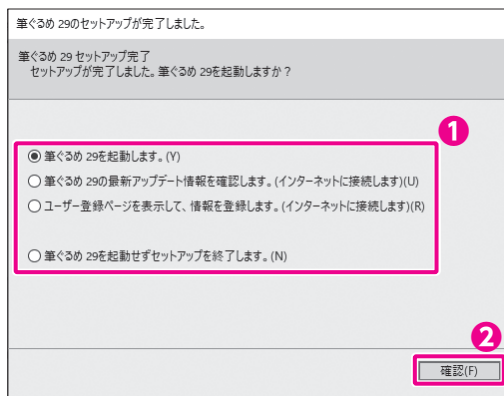 筆ぐるめ 29のセットアップが完了しました。
筆ぐるめ 29 セットアップ完了
セットアップが完了しました。筆ぐるめ 29を起動しますか？
1
筆ぐるめ 29を起動します。(Y)
筆ぐるめ 29の最新アップデート情報を確認します。(インターネットに接続します)(U)
ユーザー登録ページを表示して、情報を登録します。(インターネットに接続します)(R)
筆ぐるめ 29を起動せずセットアップを終了します。(N)
2
確認(F)